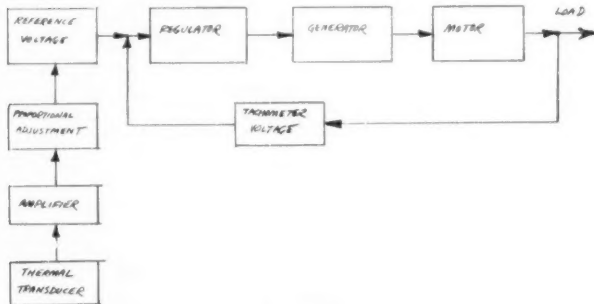 REFERENCE
VOLTAGE
REGULATOR
GENERATOR
MOTOR
LOAD
PROPORTIONAL
ADJUSTMENT
TACHOMETER
VOLTAGE
AMPLIFIER
THERMAL
TRANSDUCER